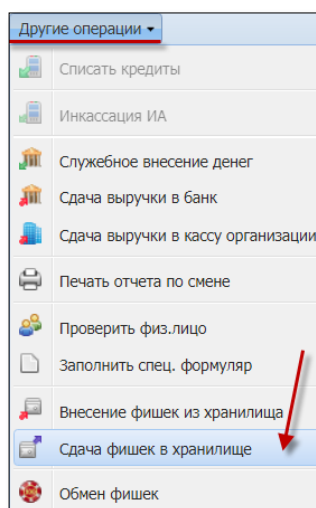 Другие операции
Списать кредиты
Инкассация ИА
Служебное внесение денег
Сдача выручки в банк
Сдача выручки в кассу организации
Печать отчета по смене
Проверить физ.лицо
Заполнить спец. формуляр
Внесение фишек из хранилища
Сдача фишек в хранилище
Обмен фишек